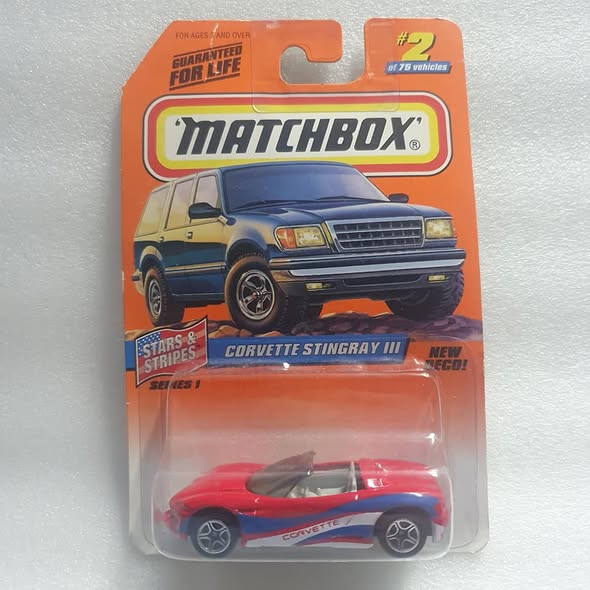 FOR AGES 3 AND OVER
GUARANTEED
FOR LIFE
#2
of 75 vehicles
'MATCHBOX'®
STARS &
STRIPES
CORVETTE STINGRAY III
NEW
DECO!
SERIES 1
CORVETTE